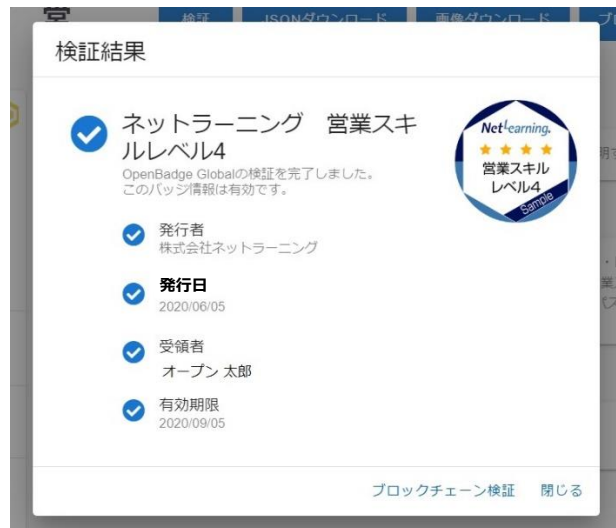 検証
JSONダウンロード
画像ダウンロード
検証結果
ネットラーニング　営業スキ
ルレベル4
OpenBadge Globalの検証を完了しました。
このバッジ情報は有効です。
NetLearning.
営業スキル
レベル4
Sample
発行者
株式会社ネットラーニング
発行日
2020/06/05
受領者
オープン 太郎
有効期限
2020/09/05
ブロックチェーン検証
閉じる